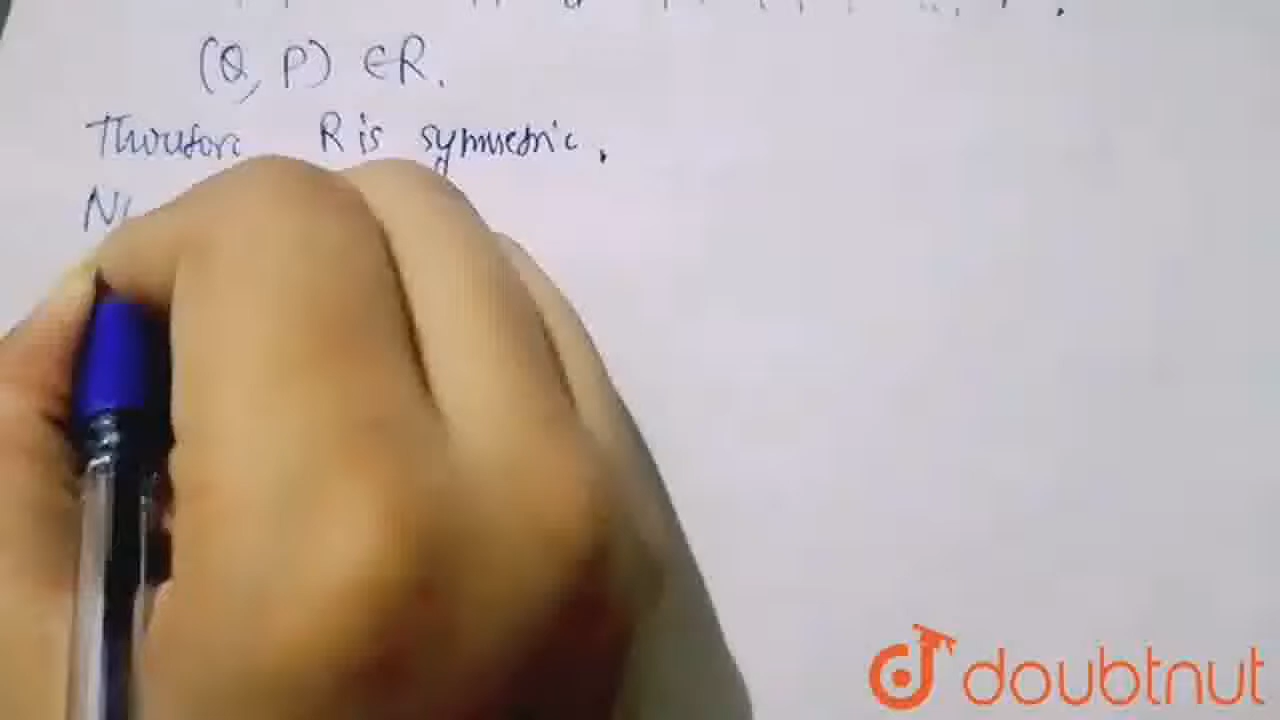 (Q, P) ∈ R.
Therefore R is symmetric.
doubtnut